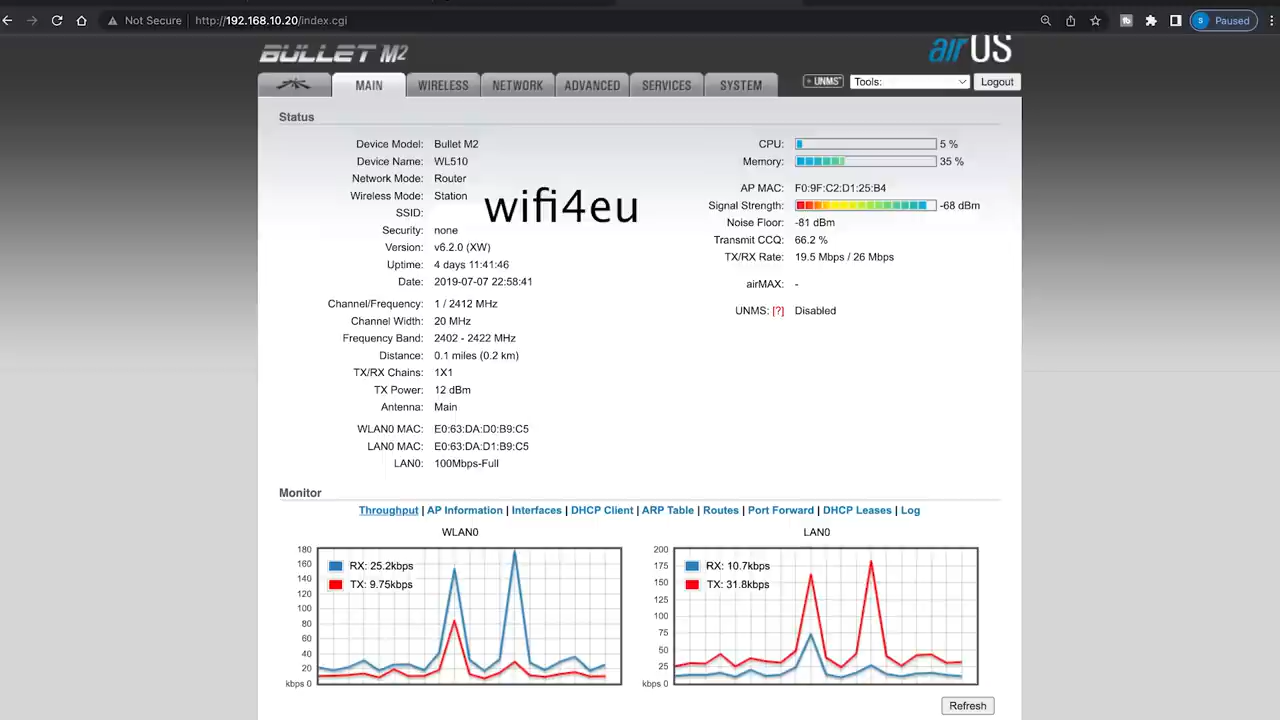 Not Secure http://192.168.10.20/index.cgi S Paused
BULLET M2 airOS
MAIN WIRELESS NETWORK ADVANCED SERVICES SYSTEM UNMS Tools: Logout
Status
Device Model: Bullet M2
Device Name: WL510
Network Mode: Router
Wireless Mode: Station
SSID: wifi4eu
Security: none
Version: v6.2.0 (XW)
Uptime: 4 days 11:41:46
Date: 2019-07-07 22:58:41
Channel/Frequency: 1 / 2412 MHz
Channel Width: 20 MHz
Frequency Band: 2402 - 2422 MHz
Distance: 0.1 miles (0.2 km)
TX/RX Chains: 1X1
TX Power: 12 dBm
Antenna: Main
WLAN0 MAC: E0:63:DA:D0:B9:C5
LAN0 MAC: E0:63:DA:D1:B9:C5
LAN0: 100Mbps-Full
CPU: 5 %
Memory: 35 %
AP MAC: F0:9F:C2:D1:25:B4
Signal Strength: -68 dBm
Noise Floor: -81 dBm
Transmit CCQ: 66.2 %
TX/RX Rate: 19.5 Mbps / 26 Mbps
airMAX: -
UNMS: [?] Disabled
Monitor
Throughput | AP Information | Interfaces | DHCP Client | ARP Table | Routes | Port Forward | DHCP Leases | Log
WLAN0
180
160
140
120
100
80
60
40
20
kbps 0
RX: 25.2kbps
TX: 9.75kbps
LAN0
200
175
150
125
100
75
50
25
kbps 0
RX: 10.7kbps
TX: 31.8kbps
Refresh